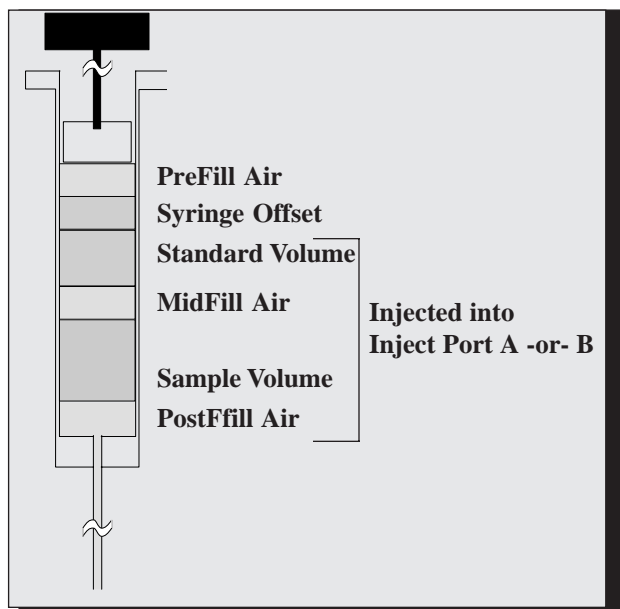 PreFill Air
Syringe Offset
Standard Volume
MidFill Air
Injected into
Inject Port A -or- B
Sample Volume
PostFfill Air